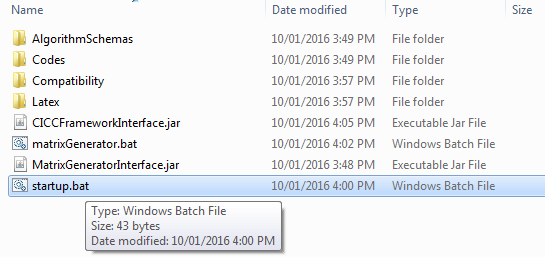 Name Date modified Type Size
AlgorithmSchemas 10/01/2016 3:49 PM File folder
Codes 10/01/2016 3:49 PM File folder
Compatibility 10/01/2016 3:57 PM File folder
Latex 10/01/2016 3:57 PM File folder
CICCFrameworkInterface.jar 10/01/2016 4:05 PM Executable Jar File
matrixGenerator.bat 10/01/2016 4:02 PM Windows Batch File
MatrixGeneratorInterface.jar 10/01/2016 3:48 PM Executable Jar File
startup.bat 10/01/2016 4:00 PM Windows Batch File
Type: Windows Batch File
Size: 43 bytes
Date modified: 10/01/2016 4:00 PM